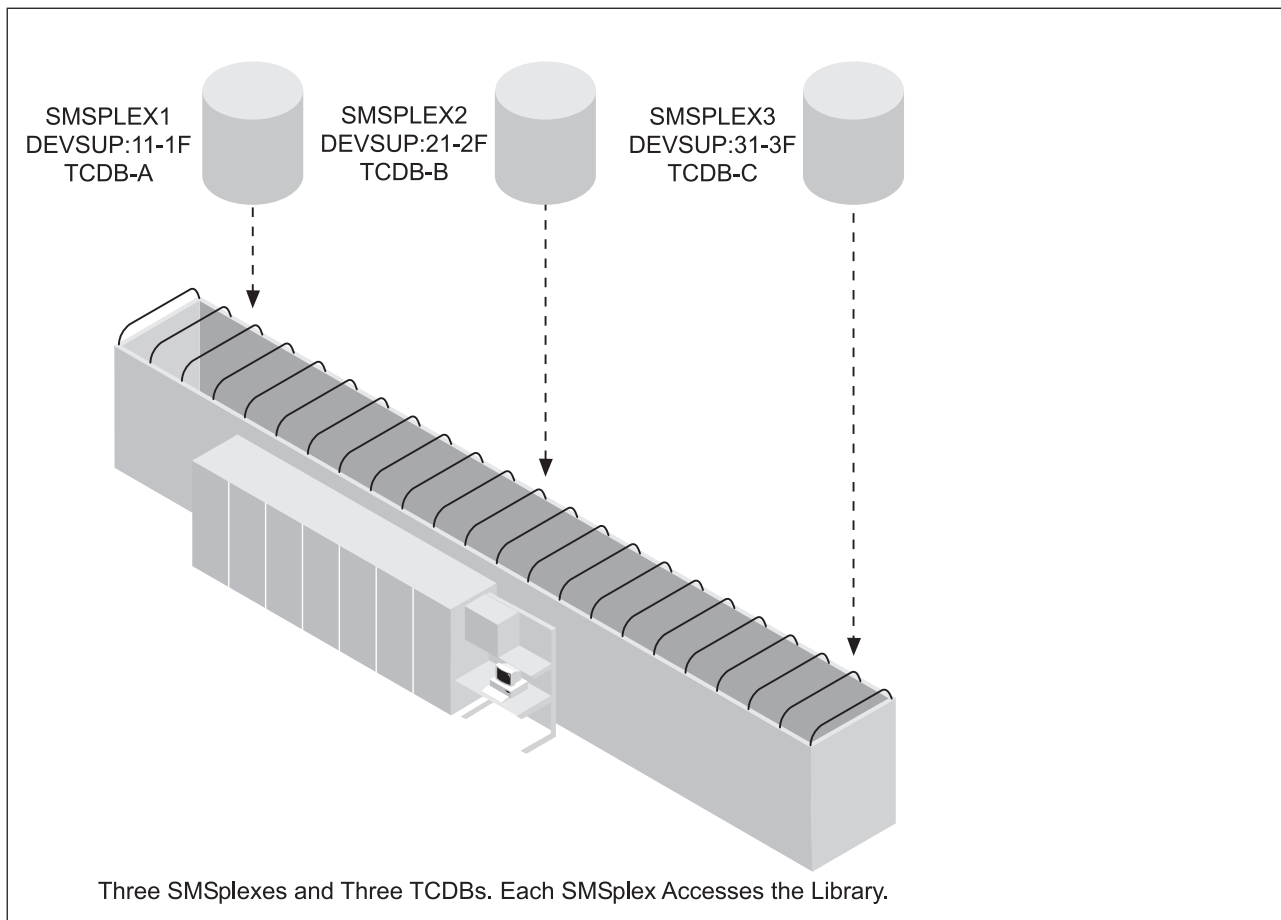 SMSPLEX1
DEVSUP:11-1F
TCDB-A
SMSPLEX2
DEVSUP:21-2F
TCDB-B
SMSPLEX3
DEVSUP:31-3F
TCDB-C
Three SMSplexes and Three TCDBs. Each SMSplex Accesses the Library.